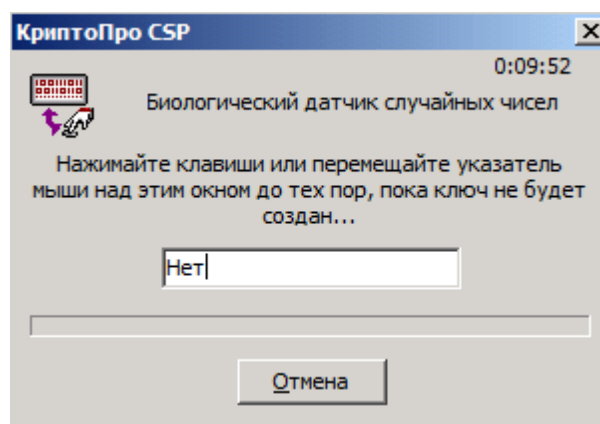 КриптоПро CSP
0:09:52
Биологический датчик случайных чисел
Нажимайте клавиши или перемещайте указатель
мыши над этим окном до тех пор, пока ключ не будет
создан...
Нет
Отмена